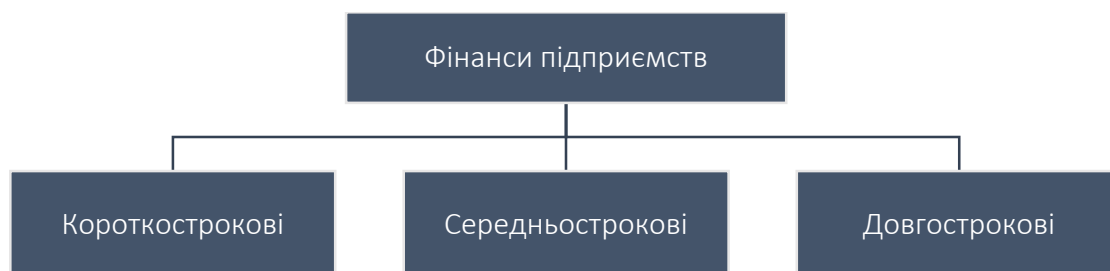 Фінанси підприємств
Короткострокові
Середньострокові
Довгострокові